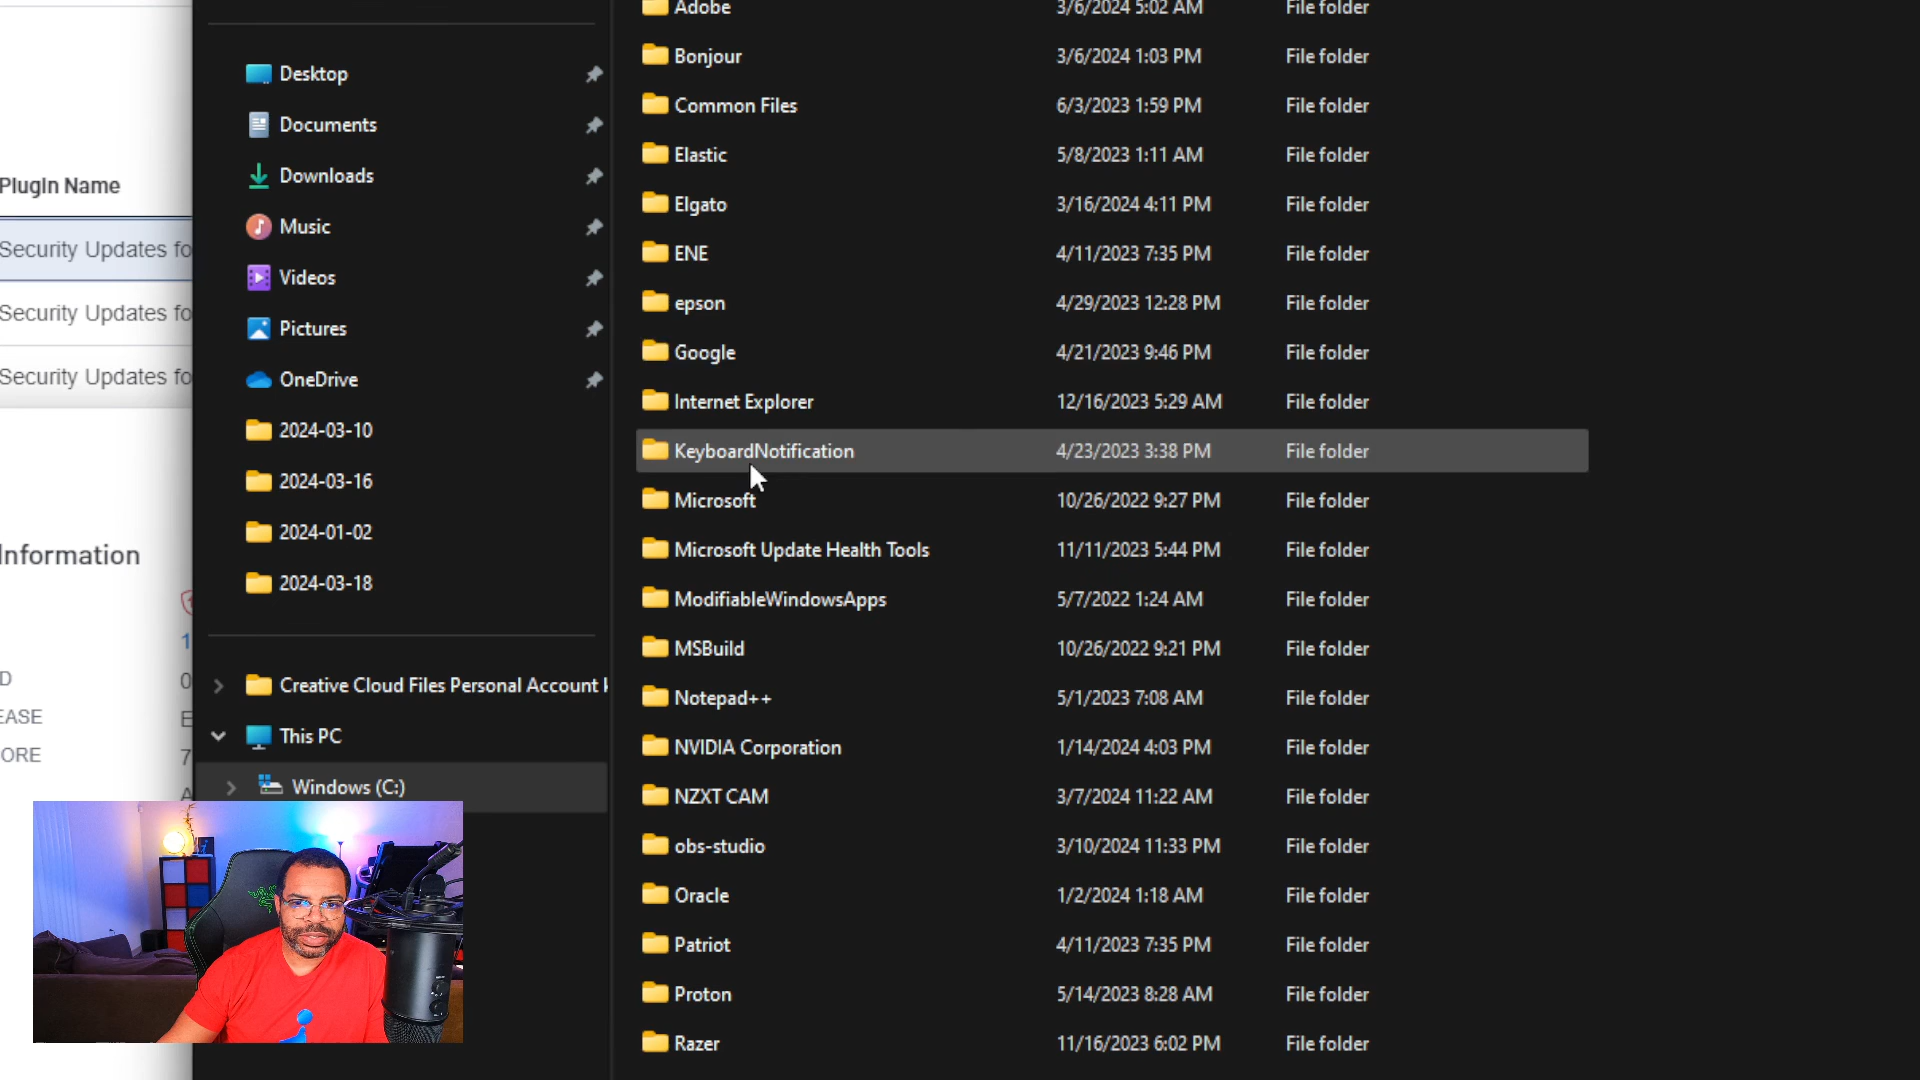 PlugIn Name
Security Updates fo
Security Updates fo
Security Updates fo
Information
1
D
0
EASE
E
ORE
7
A
Desktop
Documents
Downloads
Music
Videos
Pictures
OneDrive
2024-03-10
2024-03-16
2024-01-02
2024-03-18
Creative Cloud Files Personal Account
This PC
Windows (C:)
Adobe 3/6/2024 5:02 AM File folder
Bonjour 3/6/2024 1:03 PM File folder
Common Files 6/3/2023 1:59 PM File folder
Elastic 5/8/2023 1:11 AM File folder
Elgato 3/16/2024 4:11 PM File folder
ENE 4/11/2023 7:35 PM File folder
epson 4/29/2023 12:28 PM File folder
Google 4/21/2023 9:46 PM File folder
Internet Explorer 12/16/2023 5:29 AM File folder
KeyboardNotification 4/23/2023 3:38 PM File folder
Microsoft 10/26/2022 9:27 PM File folder
Microsoft Update Health Tools 11/11/2023 5:44 PM File folder
ModifiableWindowsApps 5/7/2022 1:24 AM File folder
MSBuild 10/26/2022 9:21 PM File folder
Notepad++ 5/1/2023 7:08 AM File folder
NVIDIA Corporation 1/14/2024 4:03 PM File folder
NZXT CAM 3/7/2024 11:22 AM File folder
obs-studio 3/10/2024 11:33 PM File folder
Oracle 1/2/2024 1:18 AM File folder
Patriot 4/11/2023 7:35 PM File folder
Proton 5/14/2023 8:28 AM File folder
Razer 11/16/2023 6:02 PM File folder